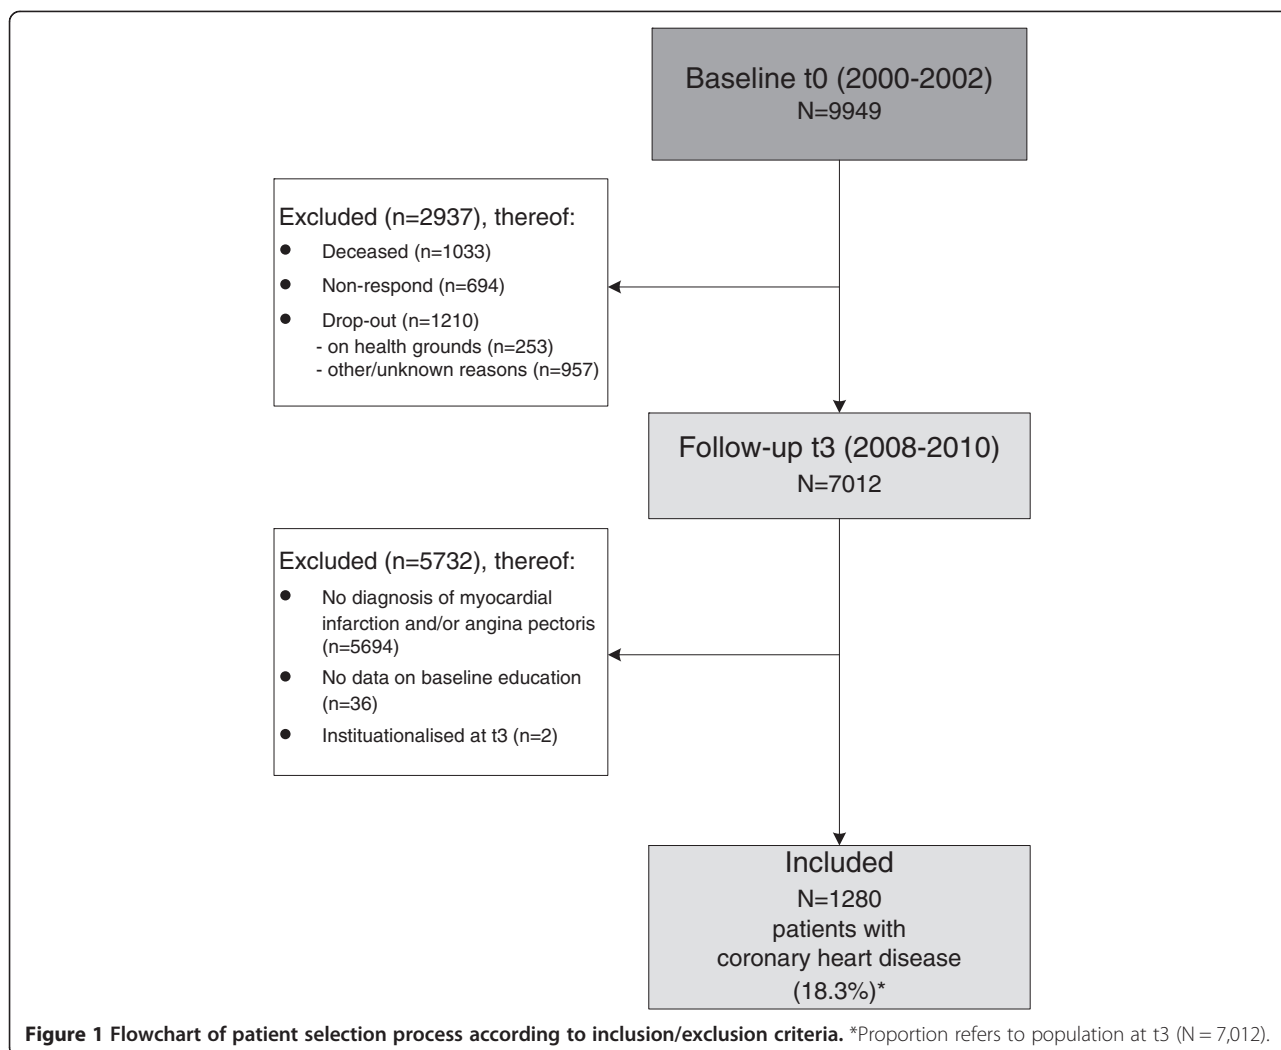 Baseline t0 (2000-2002)
N=9949
Excluded (n=2937), thereof:
● Deceased (n=1033)
● Non-respond (n=694)
● Drop-out (n=1210)
- on health grounds (n=253)
- other/unknown reasons (n=957)
Follow-up t3 (2008-2010)
N=7012
Excluded (n=5732), thereof:
● No diagnosis of myocardial
infarction and/or angina pectoris
(n=5694)
● No data on baseline education
(n=36)
● Instituationalised at t3 (n=2)
Included
N=1280
patients with
coronary heart disease
(18.3%)*
Figure 1 Flowchart of patient selection process according to inclusion/exclusion criteria. *Proportion refers to population at t3 (N = 7,012).